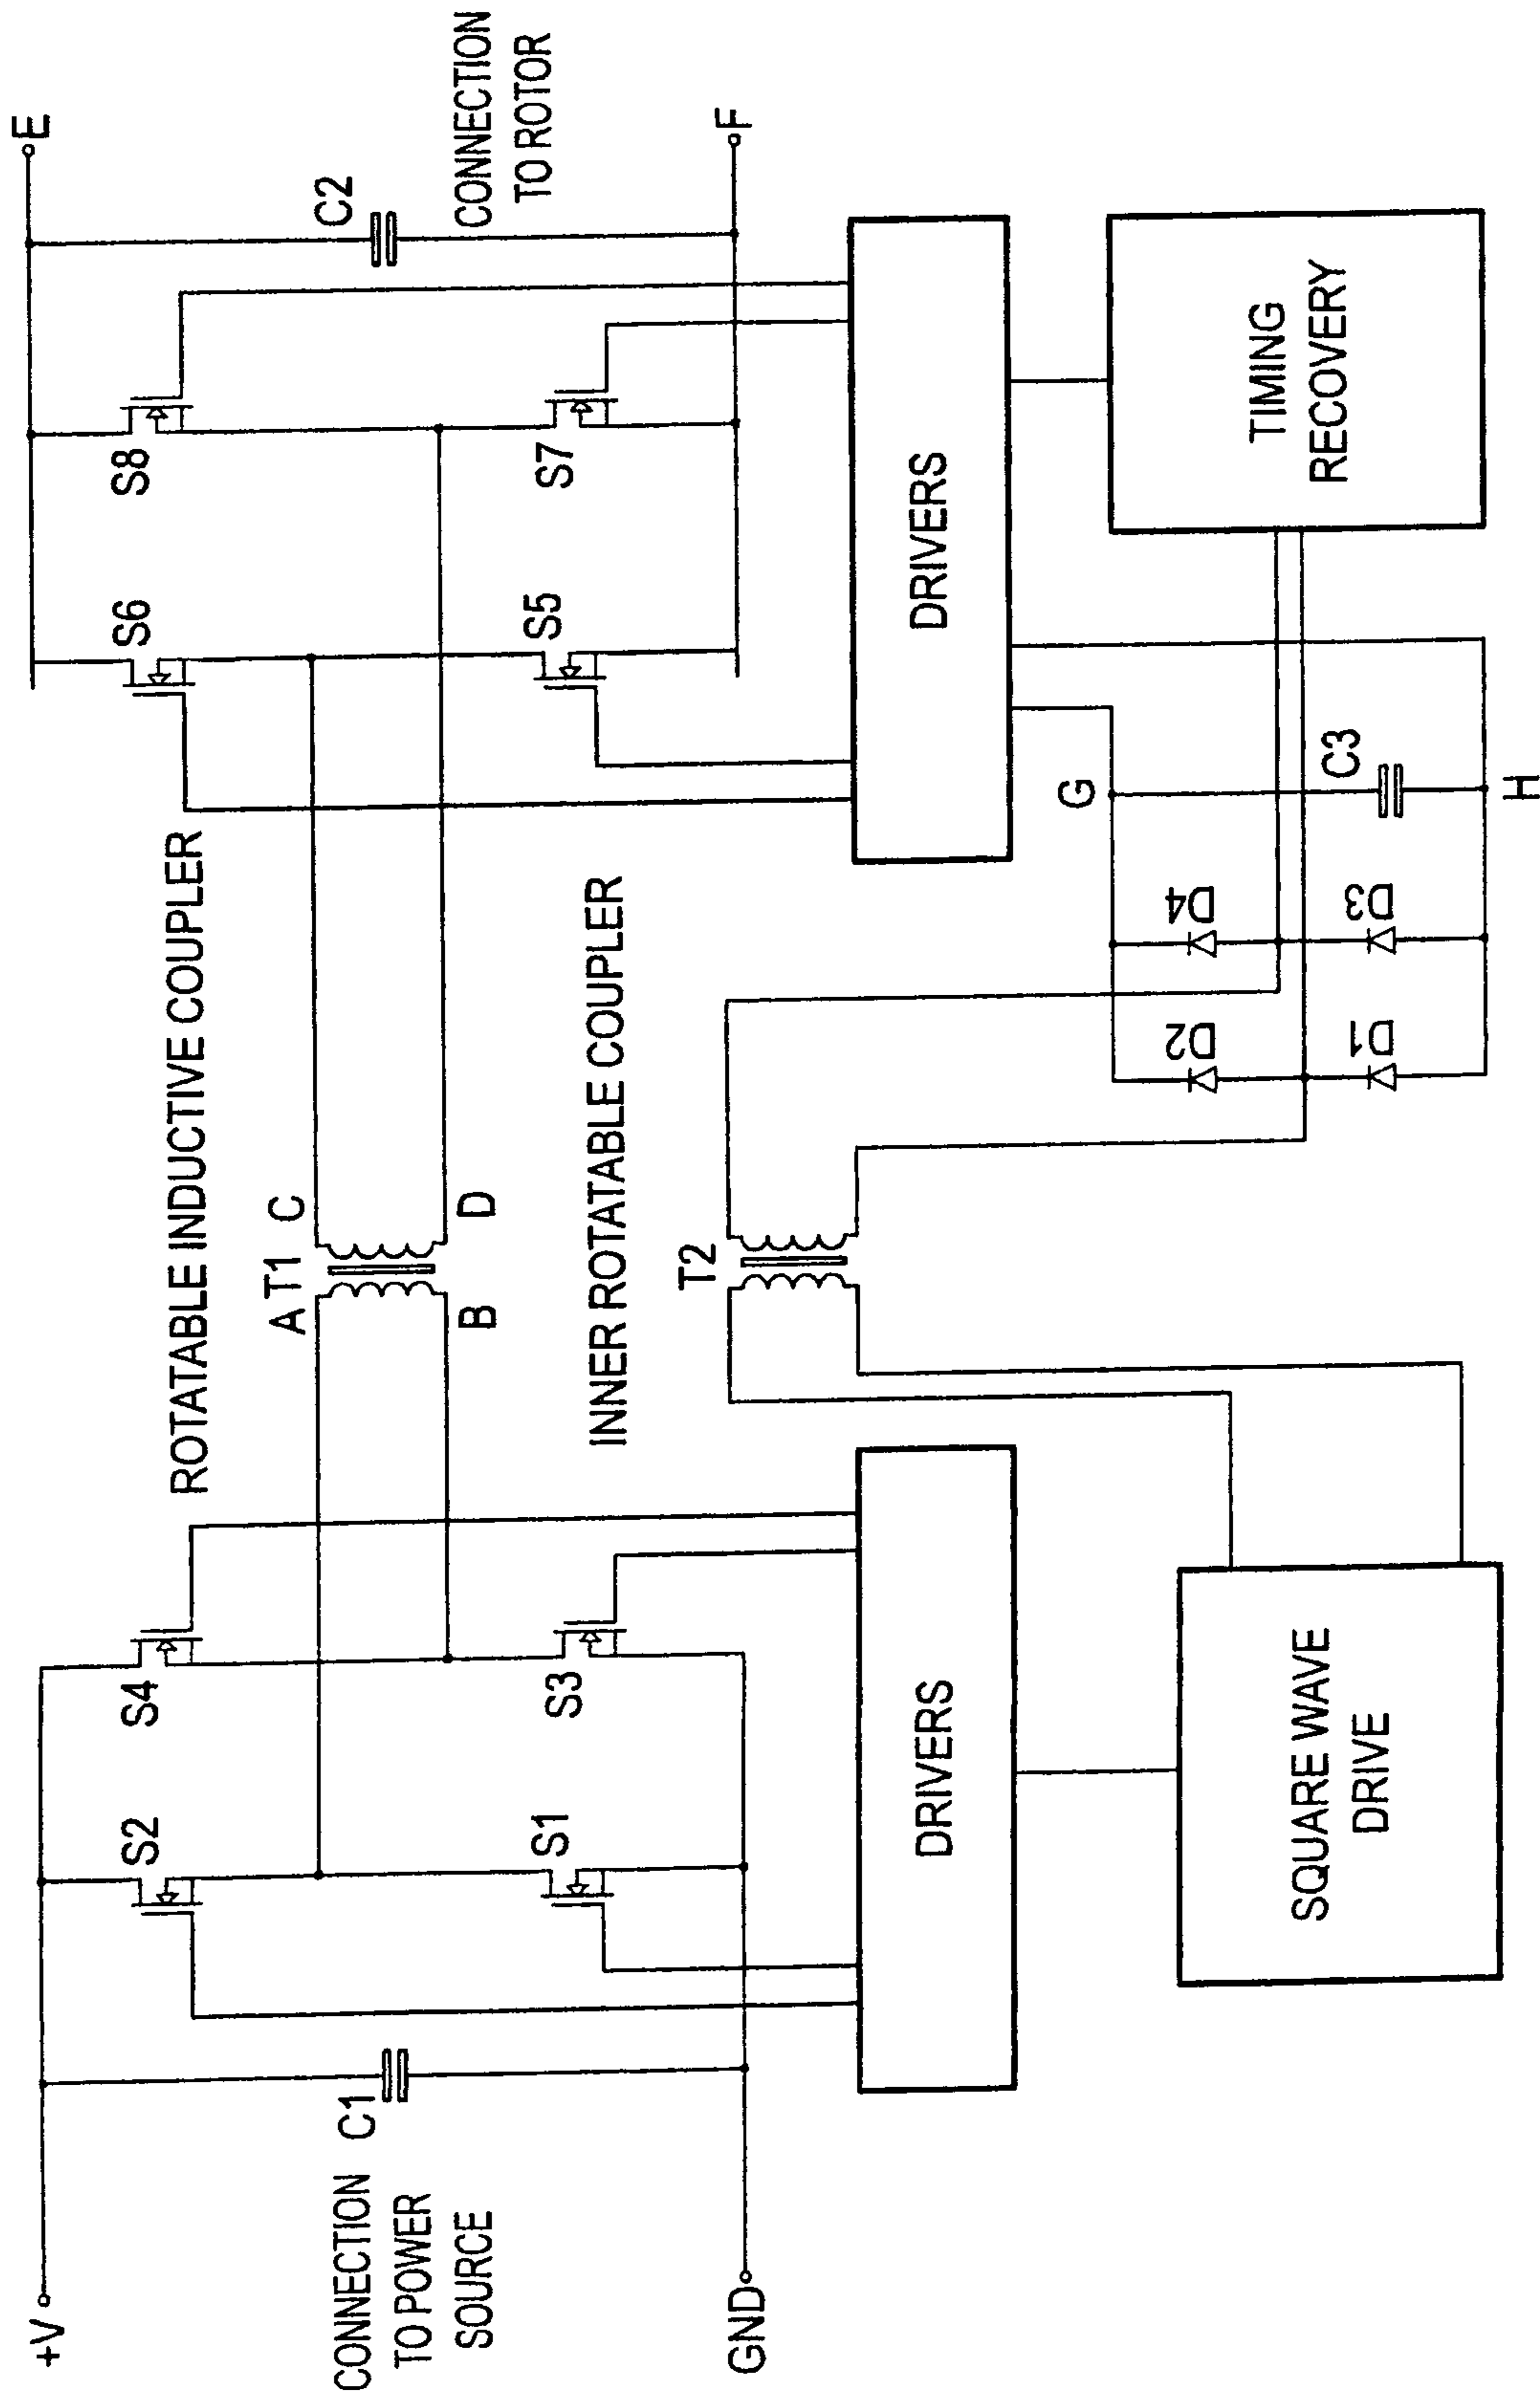 ROTATABLE INDUCTIVE COUPLER
+V
S2
S4
A T1 C
S6
S8
E
CONNECTION
TO POWER
SOURCE
C1
B
D
C2
CONNECTION
TO ROTOR
S1
S3
INNER ROTATABLE COUPLER
S5
S7
GND
T2
F
DRIVERS
DRIVERS
G
SQUARE WAVE
DRIVE
D2
D4
D1
D3
C3
TIMING
RECOVERY
H